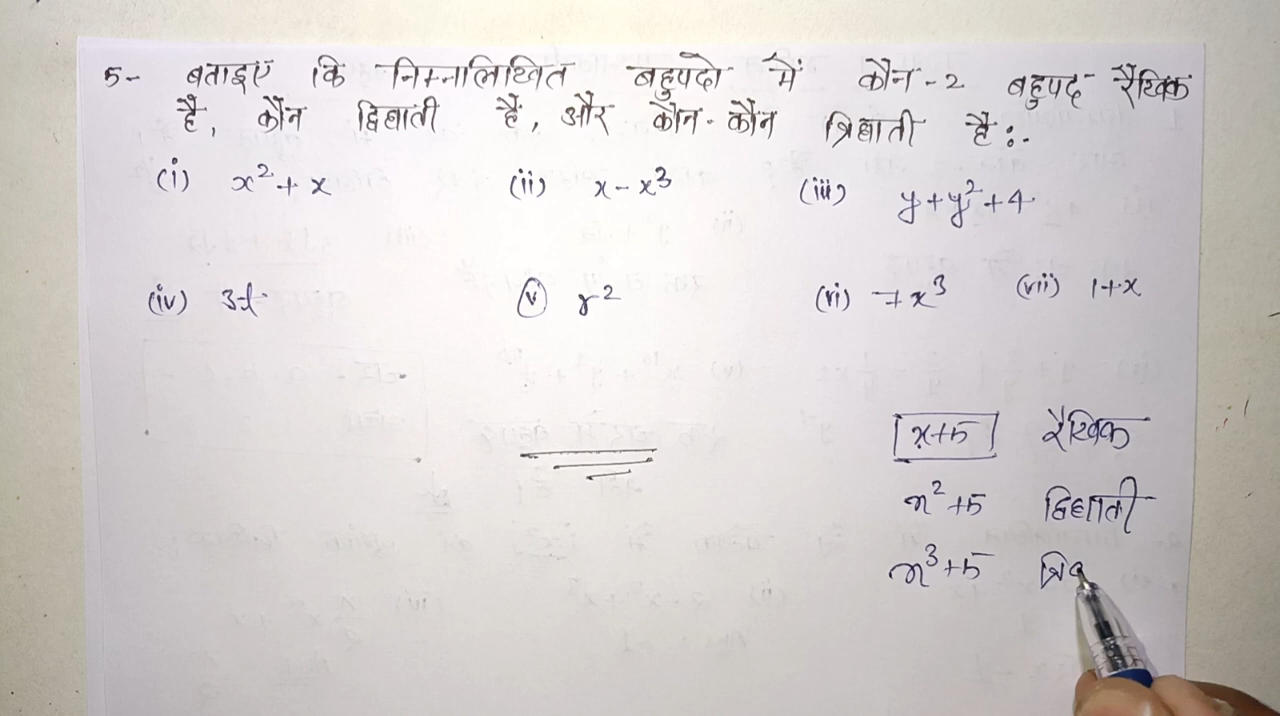 5- बताइए कि निम्नलिखित बहुपदो में कौन-2 बहुपद रैखिक
है, कौन द्विघाती है, और कौन-कौन त्रिघाती है:-
(i) x²+x (ii) x-x³ (iii) y+y²+4
(iv) 3t (v) r² (vi) 7x³ (vii) 1+x
x+5 रैखिक
x²+5 द्विघाती
x³+5 त्रि